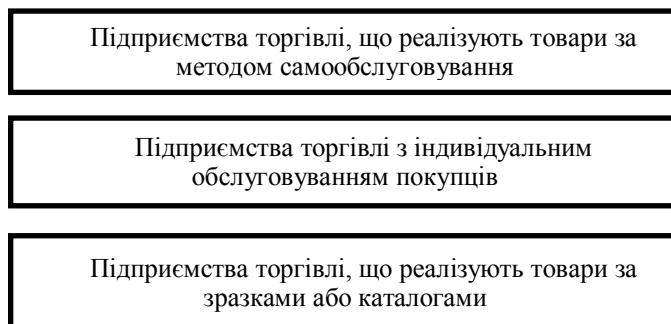 Підприємства торгівлі, що реалізують товари за
методом самообслуговування
Підприємства торгівлі з індивідуальним
обслуговуванням покупців
Підприємства торгівлі, що реалізують товари за
зразками або каталогами